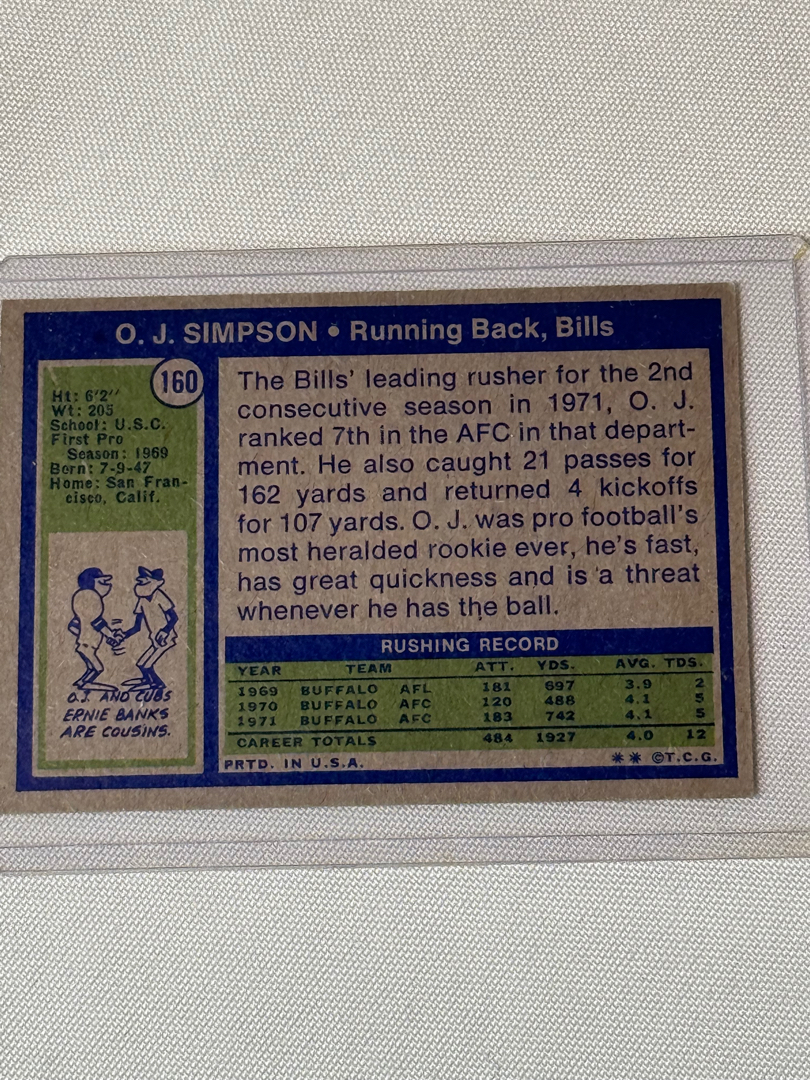 O. J. SIMPSON • Running Back, Bills
160
Ht: 6'2''
Wt: 205
School: U.S.C.
First Pro
Season: 1969
Born: 7-9-47
Home: San Fran-
cisco, Calif.
O.J. AND CUBS
ERNIE BANKS
ARE COUSINS.
The Bills' leading rusher for the 2nd
consecutive season in 1971, O. J.
ranked 7th in the AFC in that depart-
ment. He also caught 21 passes for
162 yards and returned 4 kickoffs
for 107 yards. O. J. was pro football's
most heralded rookie ever, he's fast,
has great quickness and is a threat
whenever he has the ball.
RUSHING RECORD
YEAR TEAM ATT. YDS. AVG. TDS.
1969 BUFFALO AFL 181 697 3.9 2
1970 BUFFALO AFC 120 488 4.1 5
1971 BUFFALO AFC 183 742 4.1 5
CAREER TOTALS 484 1927 4.0 12
PRTD. IN U.S.A. ** ©T.C.G.